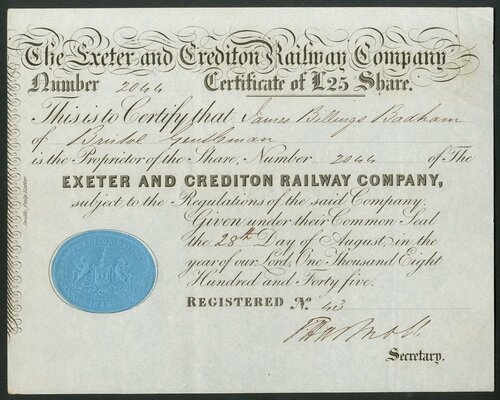 The Exeter and Crediton Railway Company
Number 2044 Certificate of £25 Share.
This is to Certify that James Billings Badham
of Bristol Gentleman
is the Proprietor of the Share, Number 2044 of The
EXETER AND CREDITON RAILWAY COMPANY,
subject to the Regulations of the said Company.
Given under their Common Seal
the 28th Day of August in the
year of our Lord, One Thousand Eight
Hundred and Forty five.
REGISTERED No. 43
Secretary.